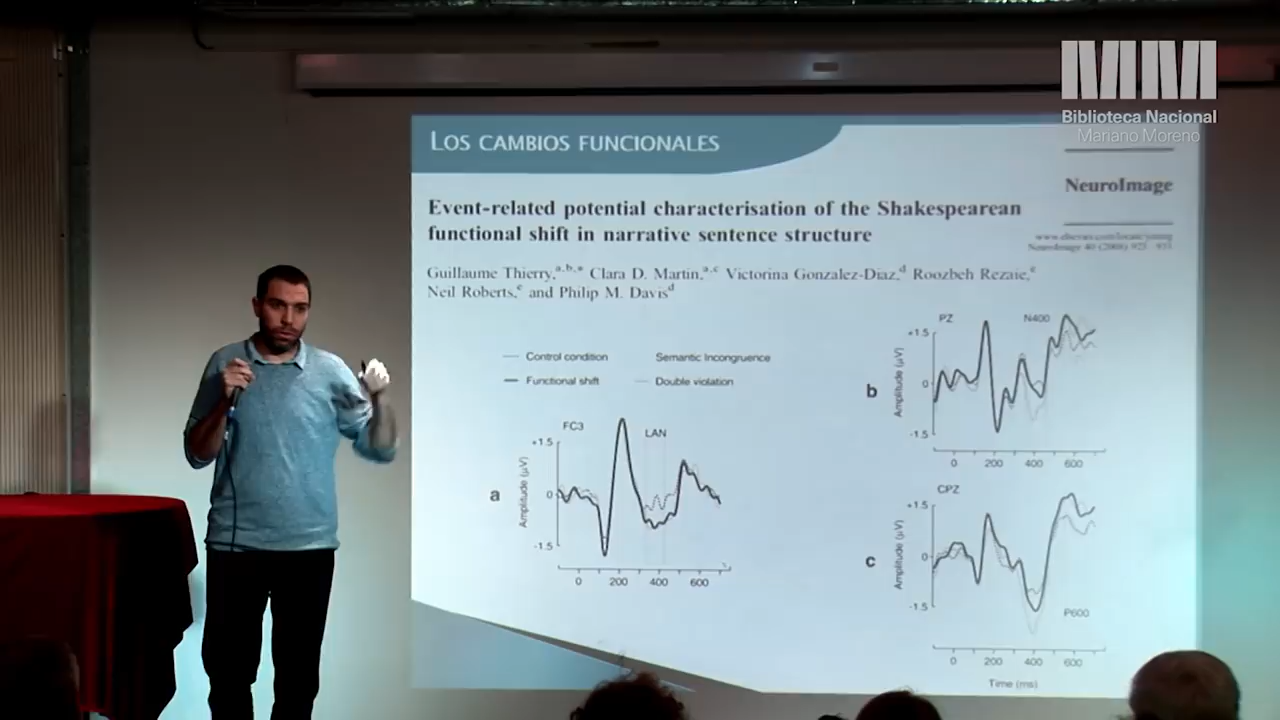 Biblioteca Nacional
Mariano Moreno
LOS CAMBIOS FUNCIONALES
NeuroImage
Event-related potential characterisation of the Shakespearean
functional shift in narrative sentence structure
Guillaume Thierry,a,b,* Clara D. Martin,a,c Victorina Gonzalez-Diaz,d Roozbeh Rezaie,e
Neil Roberts,e and Philip M. Davisd
Control condition
Semantic Incongruence
Functional shift
Double violation
a
FC3
LAN
+1.5
0
-1.5
Amplitude (µV)
0 200 400 600
b
PZ
N400
+1.5
0
-1.5
Amplitude (µV)
0 200 400 600
c
CPZ
+1.5
0
-1.5
Amplitude (µV)
P600
0 200 400 600
Time (ms)